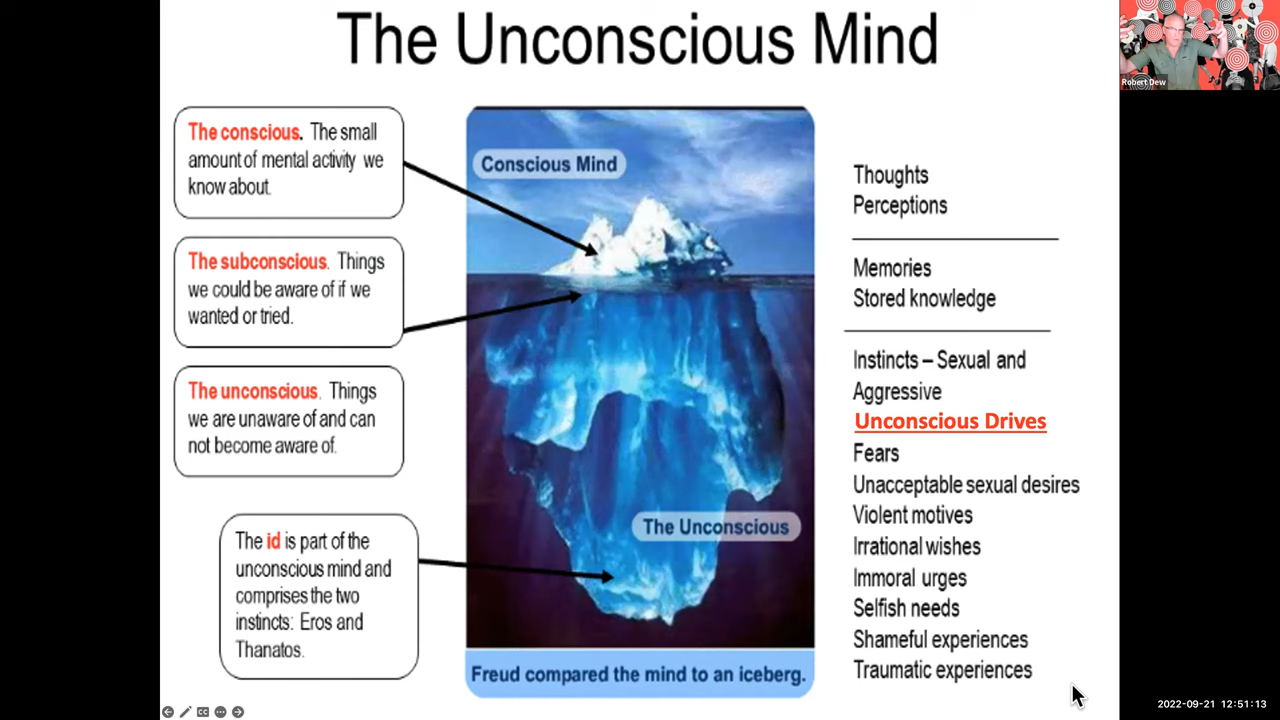 The Unconscious Mind
Robert Dew
The conscious. The small
amount of mental activity we
know about.
The subconscious. Things
we could be aware of if we
wanted or tried.
The unconscious. Things
we are unaware of and can
not become aware of.
The id is part of the
unconscious mind and
comprises the two
instincts: Eros and
Thanatos.
Conscious Mind
The Unconscious
Freud compared the mind to an iceberg.
Thoughts
Perceptions
Memories
Stored knowledge
Instincts – Sexual and
Aggressive
Unconscious Drives
Fears
Unacceptable sexual desires
Violent motives
Irrational wishes
Immoral urges
Selfish needs
Shameful experiences
Traumatic experiences
CC
2022-09-21 12:51:13